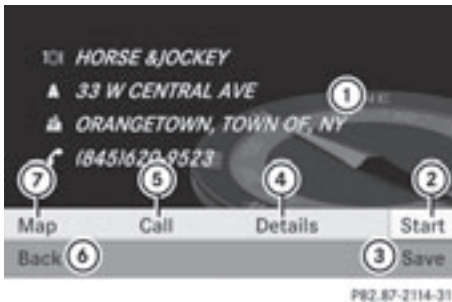 HORSE &JOCKEY
33 W CENTRAL AVE
1
ORANGETOWN, TOWN OF, NY
(845)620-9523
7 5 4 2
Map Call Details Start
Back 6 3 Save
P82.87-2114-31